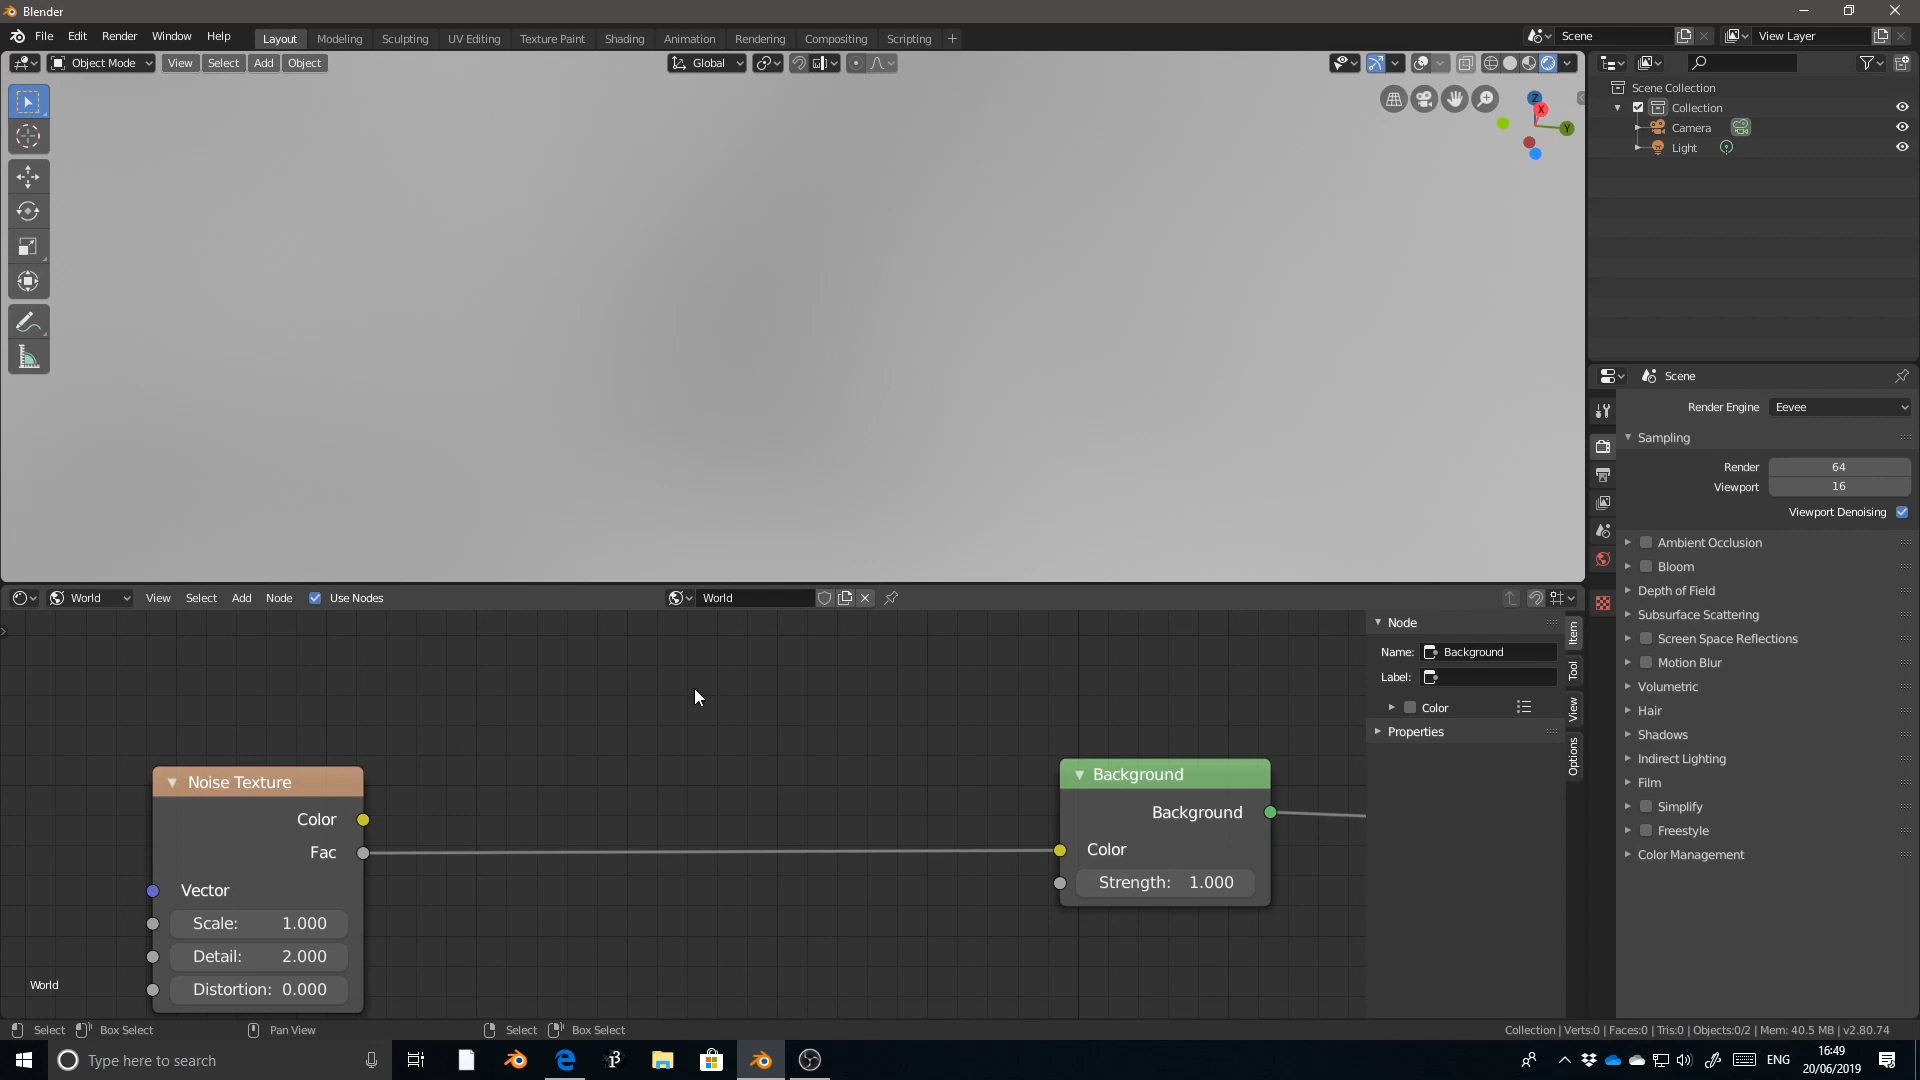 Blender
File Edit Render Window Help Layout Modeling Sculpting UV Editing Texture Paint Shading Animation Rendering Compositing Scripting + Scene View Layer
Object Mode View Select Add Object Global
Z
X
Y
Scene Collection
Collection
Camera
Light
Scene
Render Engine Eevee
Sampling
Render 64
Viewport 16
Viewport Denoising
Ambient Occlusion
Bloom
Depth of Field
Subsurface Scattering
Screen Space Reflections
Motion Blur
Volumetric
Hair
Shadows
Indirect Lighting
Film
Simplify
Freestyle
Color Management
World View Select Add Node Use Nodes World
Node
Name: Background
Label:
Color
Properties
Item
Tool
View
Options
Noise Texture
Color
Fac
Vector
Scale: 1.000
Detail: 2.000
Distortion: 0.000
Background
Background
Color
Strength: 1.000
World
Select Box Select Pan View Select Box Select Collection | Verts:0 | Faces:0 | Tris:0 | Objects:0/2 | Mem: 40.5 MB | v2.80.74
Type here to search ENG 16:49
20/06/2019